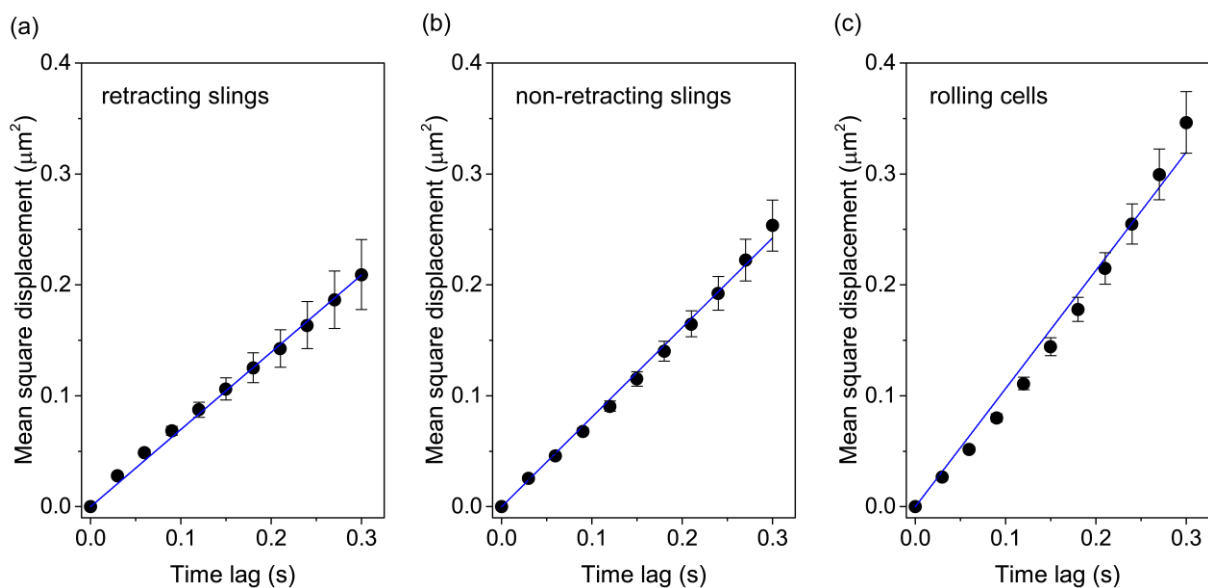 (a)
retracting slings
Mean square displacement (μm²)
0.4
0.3
0.2
0.1
0.0
0.0 0.1 0.2 0.3
Time lag (s)
(b)
non-retracting slings
Mean square displacement (μm²)
0.4
0.3
0.2
0.1
0.0
0.0 0.1 0.2 0.3
Time lag (s)
(c)
rolling cells
Mean square displacement (μm²)
0.4
0.3
0.2
0.1
0.0
0.0 0.1 0.2 0.3
Time lag (s)